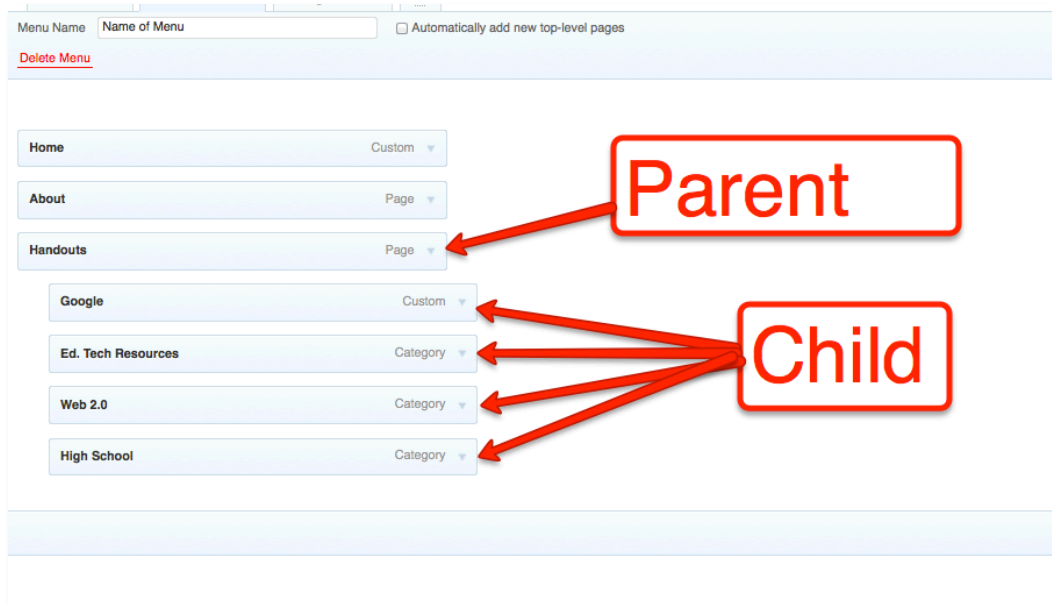 Menu Name Name of Menu Automatically add new top-level pages
Delete Menu
Home Custom
About Page
Handouts Page
Google Custom
Ed. Tech Resources Category
Web 2.0 Category
High School Category
Parent
Child